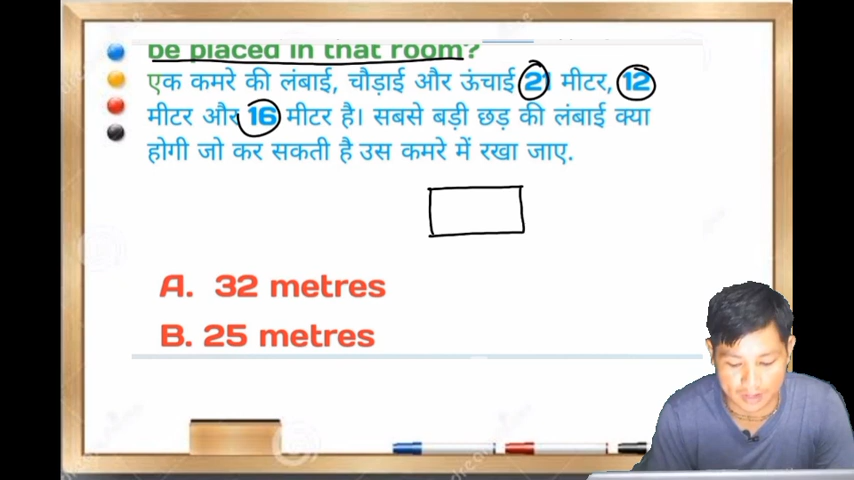 be placed in that room?
एक कमरे की लंबाई, चौड़ाई और ऊंचाई 21 मीटर, 12
मीटर और 16 मीटर है। सबसे बड़ी छड़ की लंबाई क्या
होगी जो कर सकती है उस कमरे में रखा जाए.
A. 32 metres
B. 25 metres